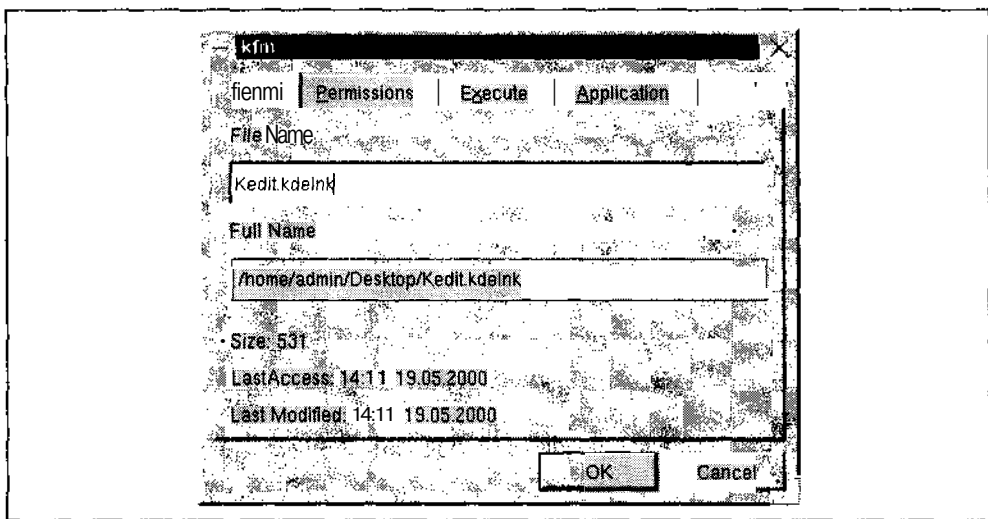 kfm
fienmi Permissions Execute Application
File Name
Kedit.kdelnk
Full Name
/home/admin/Desktop/Kedit.kdelnk
Size: 531
LastAccess: 14:11 19.05.2000
Last Modified: 14:11 19.05.2000
OK Cancel